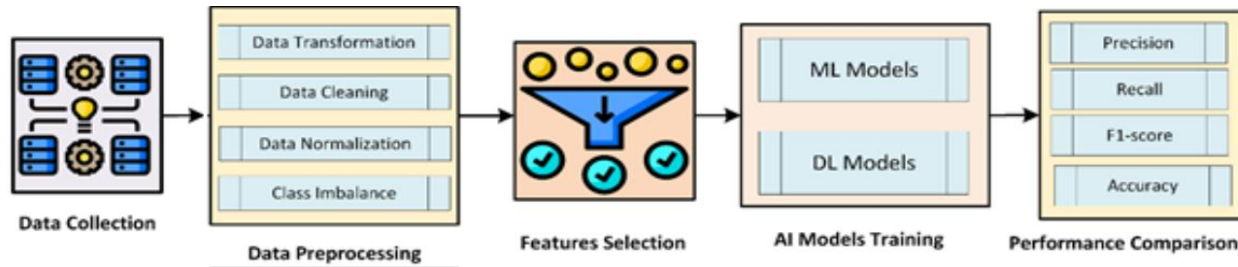 Data Collection
Data Transformation
Data Cleaning
Data Normalization
Class Imbalance
Data Preprocessing
Features Selection
ML Models
DL Models
AI Models Training
Precision
Recall
F1-score
Accuracy
Performance Comparison